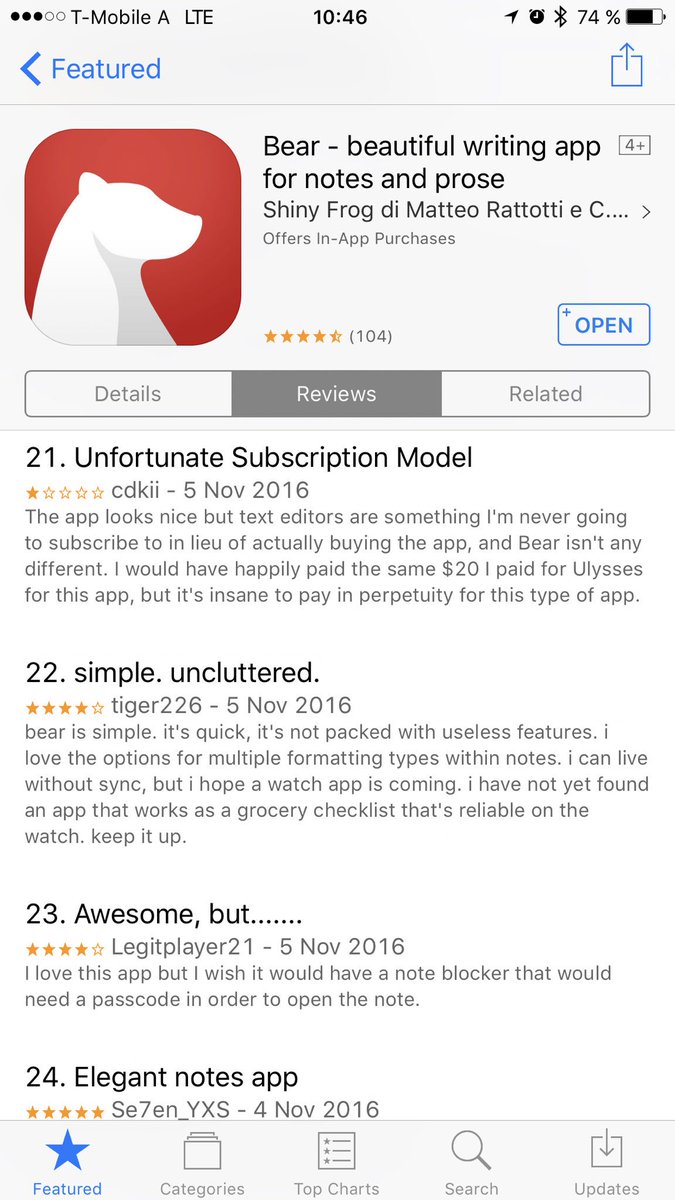 T-Mobile A LTE 10:46 74 %
Featured
Bear - beautiful writing app 4+
for notes and prose
Shiny Frog di Matteo Rattotti e C....
Offers In-App Purchases
(104) + OPEN
Details Reviews Related
21. Unfortunate Subscription Model
cdkii - 5 Nov 2016
The app looks nice but text editors are something I'm never going
to subscribe to in lieu of actually buying the app, and Bear isn't any
different. I would have happily paid the same $20 I paid for Ulysses
for this app, but it's insane to pay in perpetuity for this type of app.
22. simple. uncluttered.
tiger226 - 5 Nov 2016
bear is simple. it's quick, it's not packed with useless features. i
love the options for multiple formatting types within notes. i can live
without sync, but i hope a watch app is coming. i have not yet found
an app that works as a grocery checklist that's reliable on the
watch. keep it up.
23. Awesome, but.......
Legitplayer21 - 5 Nov 2016
I love this app but I wish it would have a note blocker that would
need a passcode in order to open the note.
24. Elegant notes app
Se7en_YXS - 4 Nov 2016
Featured Categories Top Charts Search Updates